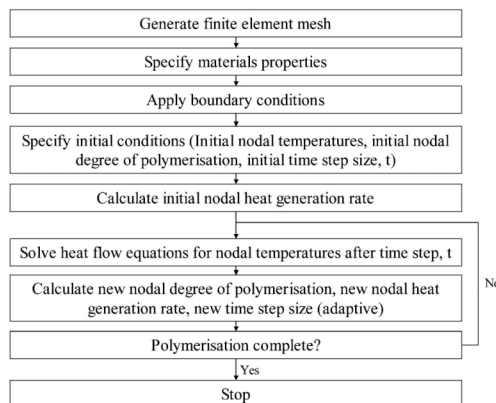 Generate finite element mesh
Specify materials properties
Apply boundary conditions
Specify initial conditions (Initial nodal temperatures, initial nodal
degree of polymerisation, initial time step size, t)
Calculate initial nodal heat generation rate
Solve heat flow equations for nodal temperatures after time step, t
Calculate new nodal degree of polymerisation, new nodal heat
generation rate, new time step size (adaptive)
No
Polymerisation complete?
Yes
Stop